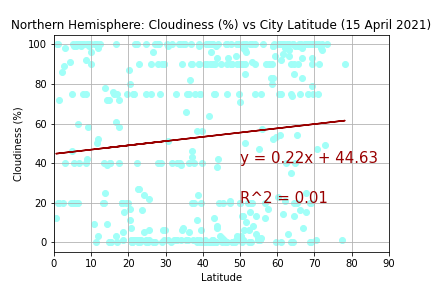 Northern Hemisphere: Cloudiness (%) vs City Latitude (15 April 2021)
100
80
60
40
20
0
Cloudiness (%)
y = 0.22x + 44.63
R^2 = 0.01
0 10 20 30 40 50 60 70 80 90
Latitude